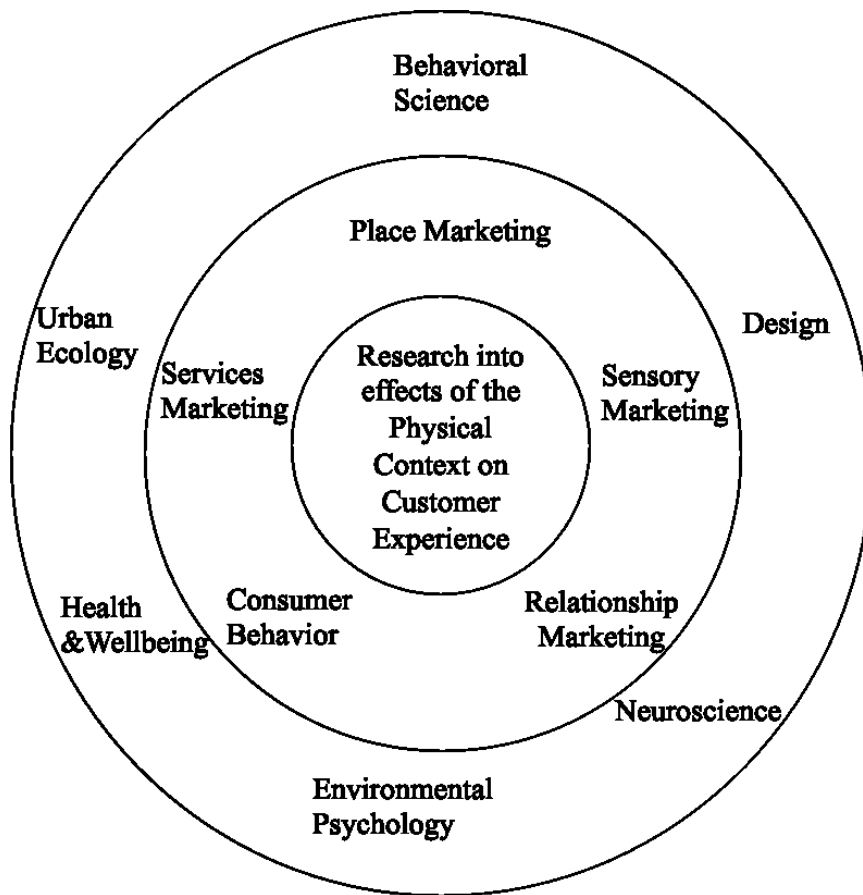 Behavioral
Science
Place Marketing
Urban
Ecology
Design
Services
Marketing
Research into
effects of the
Physical
Context on
Customer
Experience
Sensory
Marketing
Health
&Wellbeing
Consumer
Behavior
Relationship
Marketing
Neuroscience
Environmental
Psychology